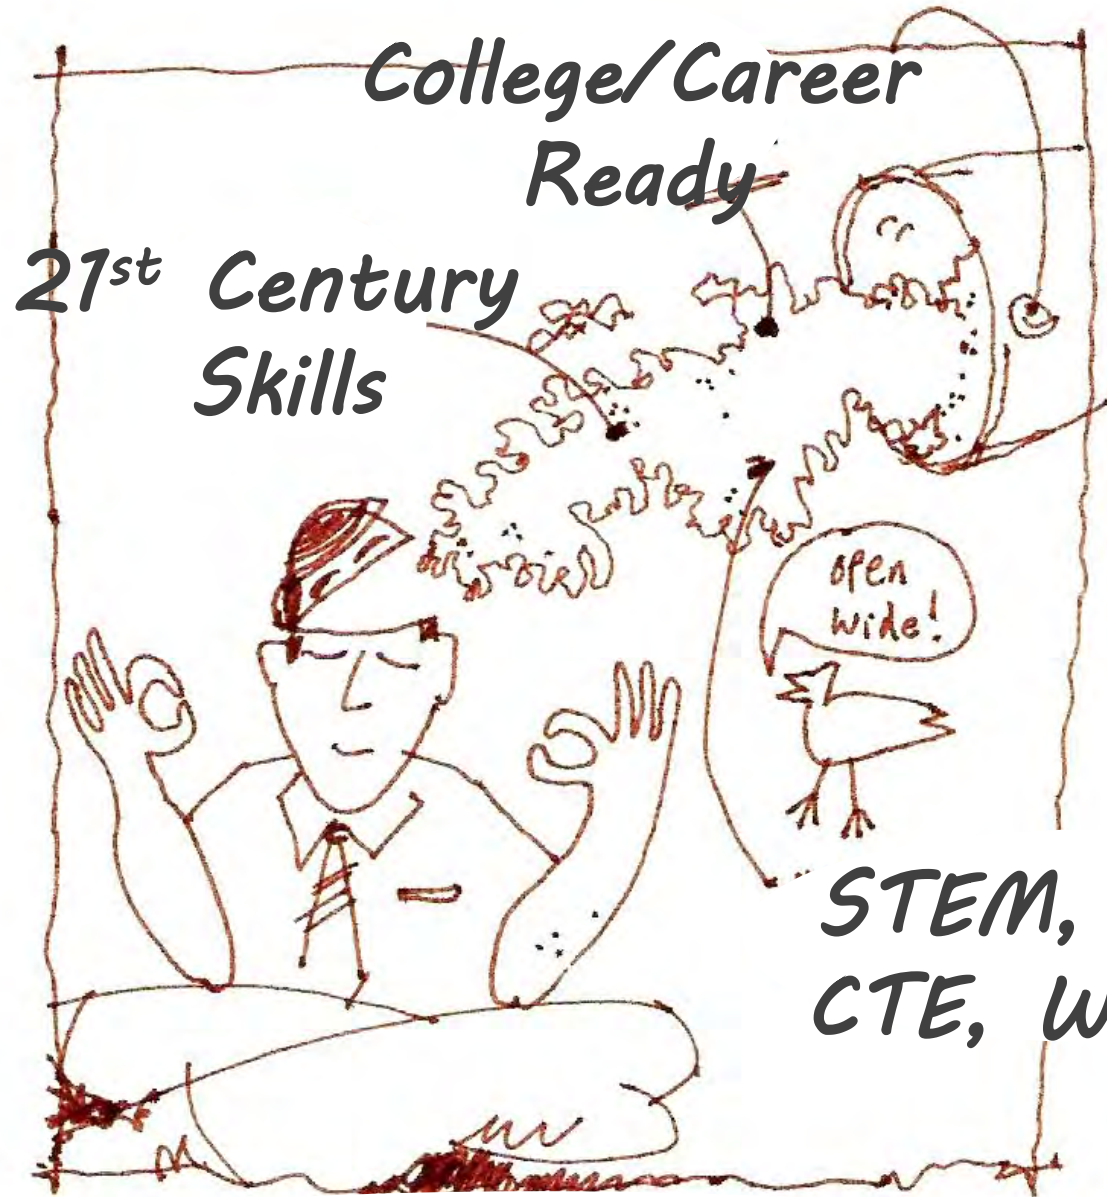 College/Career
Ready
21st Century
Skills
open
wide!
STEM,
CTE, W